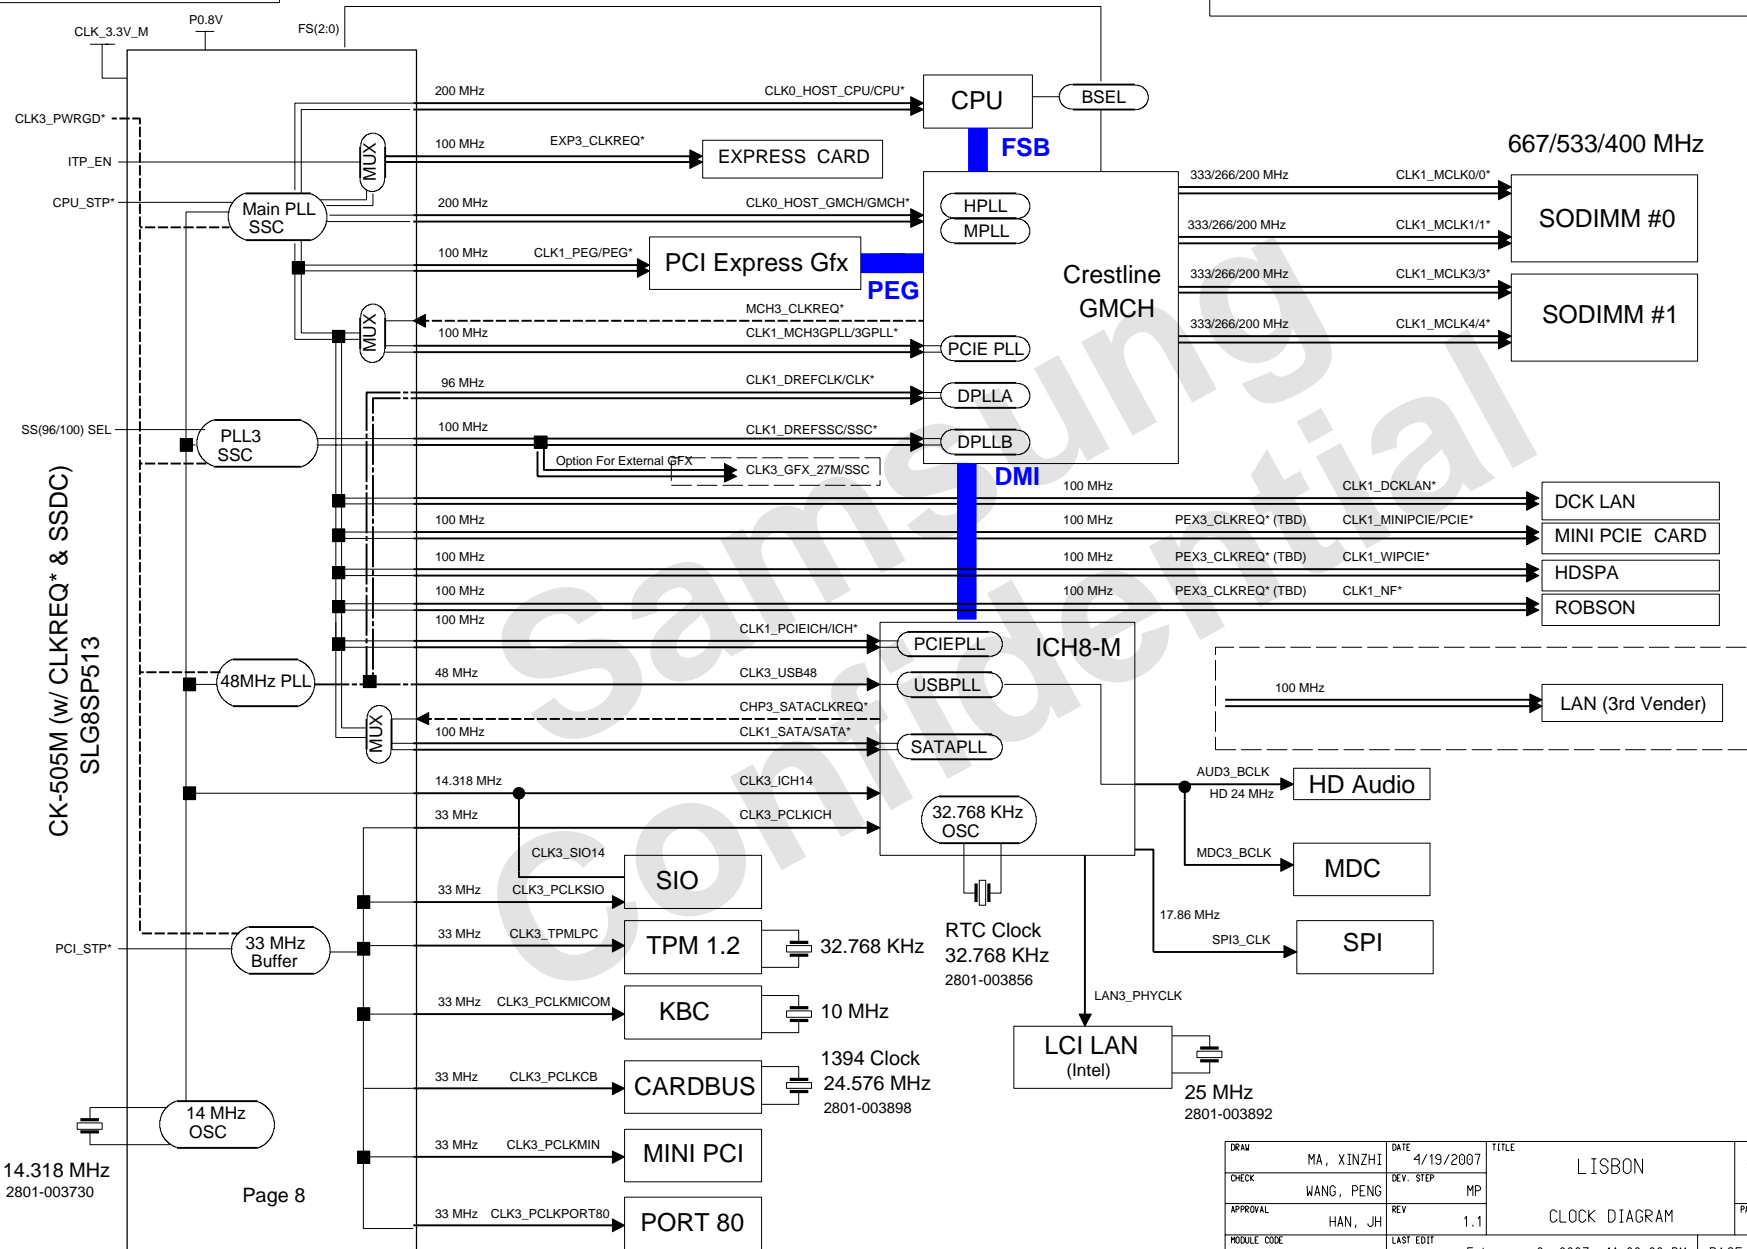 P0.8V
CLK_3.3V_M
FS(2:0)
CLK3_PWRGD*
ITP_EN
CPU_STP*
SS(96/100) SEL
PCI_STP*
CK-505M (w/ CLKREQ* & SSDC)
SLG8SP513
Main PLL
SSC
PLL3
SSC
48MHz PLL
33 MHz
Buffer
14 MHz
OSC
14.318 MHz
2801-003730
Page 8
MUX
MUX
MUX
200 MHz CLK0_HOST_CPU/CPU*
CPU
BSEL
FSB
100 MHz EXP3_CLKREQ*
EXPRESS CARD
200 MHz CLK0_HOST_GMCH/GMCH*
HPLL
MPLL
100 MHz CLK1_PEG/PEG*
PCI Express Gfx
PEG
Crestline
GMCH
MCH3_CLKREQ*
100 MHz CLK1_MCH3GPLL/3GPLL*
PCIE PLL
96 MHz CLK1_DREFCLK/CLK*
DPLLA
100 MHz CLK1_DREFSSC/SSC*
DPLLB
Option For External GFX
CLK3_GFX_27M/SSC
DMI
667/533/400 MHz
333/266/200 MHz CLK1_MCLK0/0*
333/266/200 MHz CLK1_MCLK1/1*
SODIMM #0
333/266/200 MHz CLK1_MCLK3/3*
333/266/200 MHz CLK1_MCLK4/4*
SODIMM #1
100 MHz CLK1_DCKLAN*
DCK LAN
100 MHz 100 MHz PEX3_CLKREQ* (TBD) CLK1_MINIPCIE/PCIE*
MINI PCIE CARD
100 MHz 100 MHz PEX3_CLKREQ* (TBD) CLK1_WIPCIE*
HDSPA
100 MHz 100 MHz PEX3_CLKREQ* (TBD) CLK1_NF*
ROBSON
100 MHz CLK1_PCIEICH/ICH*
PCIEPLL
ICH8-M
48 MHz CLK3_USB48
USBPLL
CHP3_SATACLKREQ*
100 MHz CLK1_SATA/SATA*
SATAPLL
100 MHz
LAN (3rd Vender)
14.318 MHz CLK3_ICH14
33 MHz CLK3_PCLKICH
32.768 KHz
OSC
AUD3_BCLK
HD 24 MHz
HD Audio
MDC3_BCLK
MDC
17.86 MHz
SPI3_CLK
SPI
CLK3_SIO14
33 MHz CLK3_PCLKSIO
SIO
33 MHz CLK3_TPMLPC
TPM 1.2
32.768 KHz
RTC Clock
32.768 KHz
2801-003856
33 MHz CLK3_PCLKMICOM
KBC
10 MHz
LAN3_PHYCLK
LCI LAN
(Intel)
25 MHz
2801-003892
33 MHz CLK3_PCLKCB
CARDBUS
1394 Clock
24.576 MHz
2801-003898
33 MHz CLK3_PCLKMIN
MINI PCI
33 MHz CLK3_PCLKPORT80
PORT 80
Samsung
Confidential
DRAW MA, XINZHI DATE 4/19/2007 TITLE LISBON
CHECK WANG, PENG DEV. STEP MP
APPROVAL HAN, JH REV 1.1 CLOCK DIAGRAM
MODULE CODE LAST EDIT